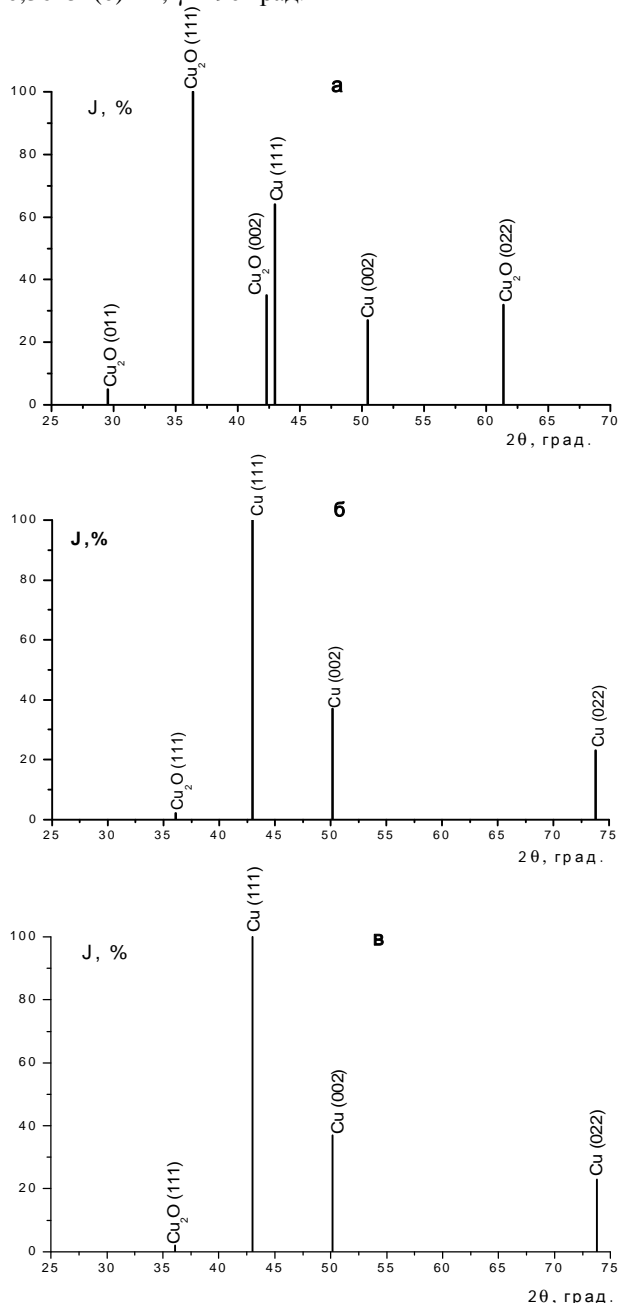 град.
а
J, %
Cu₂O (011)
Cu₂O (111)
Cu₂O (002)
Cu (111)
Cu (002)
Cu₂O (022)
100
80
60
40
20
0
25 30 35 40 45 50 55 60 65 70
2θ, град.
б
J,%
Cu₂O (111)
Cu (111)
Cu (002)
Cu (022)
100
80
60
40
20
0
25 30 35 40 45 50 55 60 65 70 75
2θ, град.
в
J, %
Cu₂O (111)
Cu (111)
Cu (002)
Cu (022)
100
80
60
40
20
0
25 30 35 40 45 50 55 60 65 70 75
2θ, град.